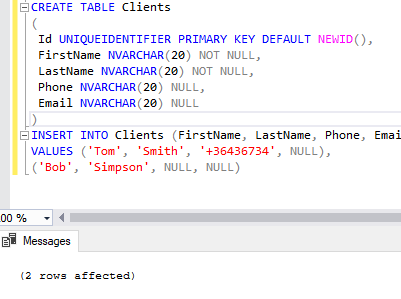 CREATE TABLE Clients
(
Id UNIQUEIDENTIFIER PRIMARY KEY DEFAULT NEWID(),
FirstName NVARCHAR(20) NOT NULL,
LastName NVARCHAR(20) NOT NULL,
Phone NVARCHAR(20) NULL,
Email NVARCHAR(20) NULL
)
INSERT INTO Clients (FirstName, LastName, Phone, Emai
VALUES ('Tom', 'Smith', '+36436734', NULL),
('Bob', 'Simpson', NULL, NULL)
00 %
Messages
(2 rows affected)